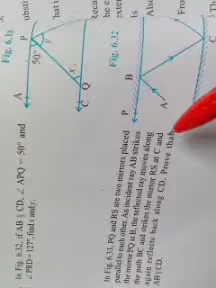 In Fig. 6.32, if AB || CD, ∠ APQ = 50° and
∠ PRD = 127°, find x and y.
Fig. 6.31
A
P
50°
y
x
C
Q
In Fig. 6.33, PQ and RS are two mirrors placed
parallel to each other. An incident ray AB strikes
the mirror PQ at B, the reflected ray moves along
the path BC and strikes the mirror RS at C and
again reflects back along CD. Prove that
AB || CD.
Fig. 6.32
P
B
A
C